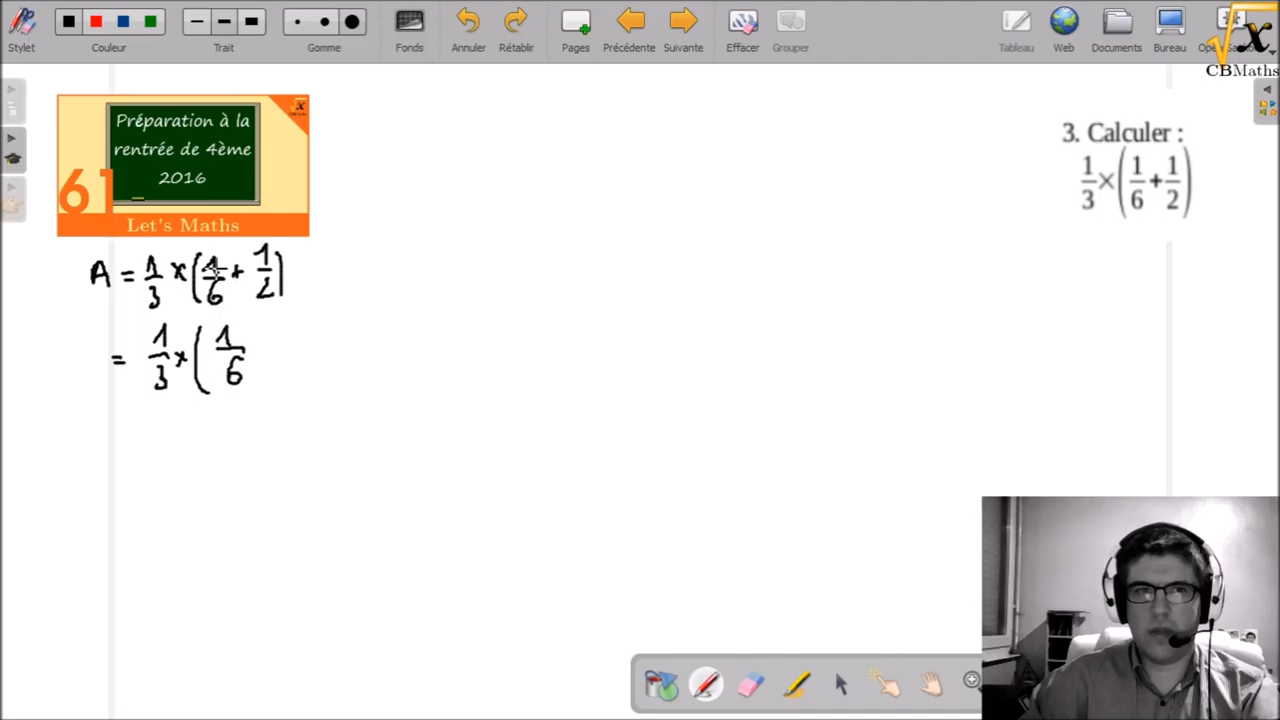 Stylet
Couleur
Trait
Gomme
Fonds
Annuler
Rétablir
Pages
Précédente
Suivante
Effacer
Grouper
Tableau
Web
Documents
Bureau
√x
CBMaths
Préparation à la
rentrée de 4ème
2016
61
Let's Maths
3. Calculer :
1/3×(1/6+1/2)
A = 1/3 × (1/6 + 1/2)
= 1/3 × ( 1/6